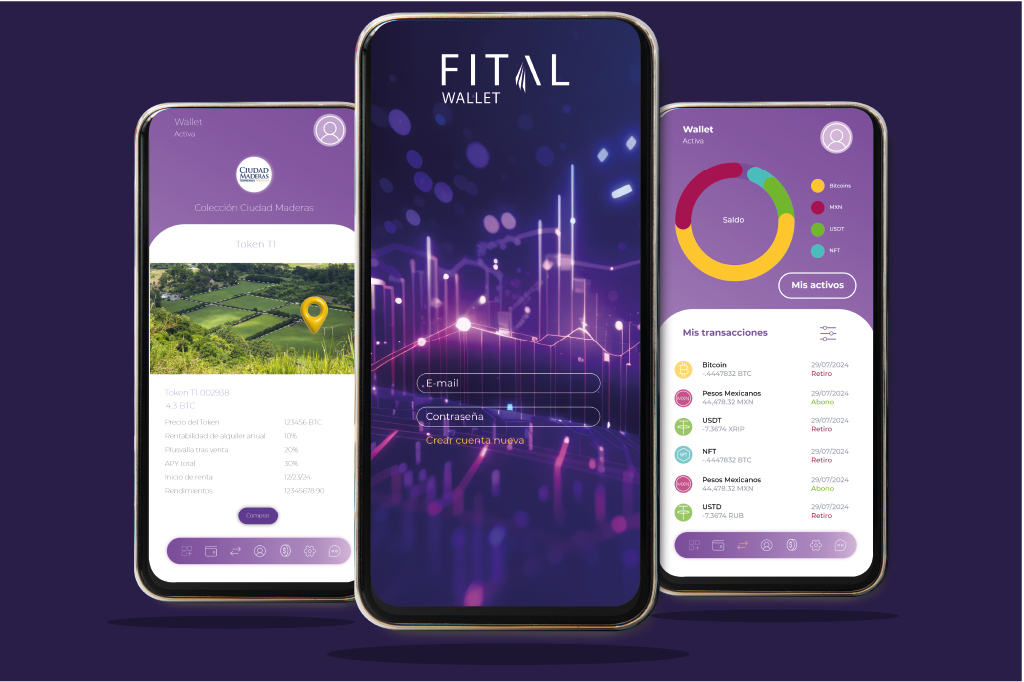 Wallet
Activa
CIUDAD
MADERAS
Colección Ciudad Maderas
Token T1
Token T1 002938
4.3 BTC
Precio del Token 123456 BTC
Rentabilidad de alquiler anual 10%
Plusvalía tras venta 20%
APY total 30%
Inicio de renta 12/23/24
Rendimientos 12345678.90
Comprar
FITAL
WALLET
E-mail
Contraseña
Crear cuenta nueva
Wallet
Activa
Saldo
Bitcoins
MXN
USDT
NFT
Mis activos
Mis transacciones
Bitcoin 29/07/2024
-.4447832 BTC Retiro
MXN
Pesos Mexicanos 29/07/2024
44,478.32 MXN Abono
USDT 29/07/2024
-7.3674 XRIP Retiro
NFT
NFT 29/07/2024
-.4447832 BTC Retiro
MXN
Pesos Mexicanos 29/07/2024
44,478.32 MXN Abono
USTD 29/07/2024
-7.3674 RUB Retiro